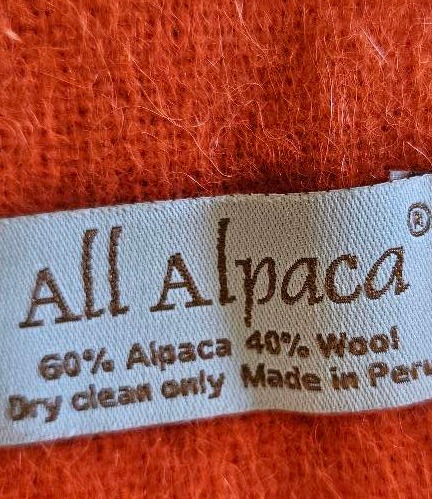 All Alpaca®
60% Alpaca 40% Wool
Dry clean only Made in Peru